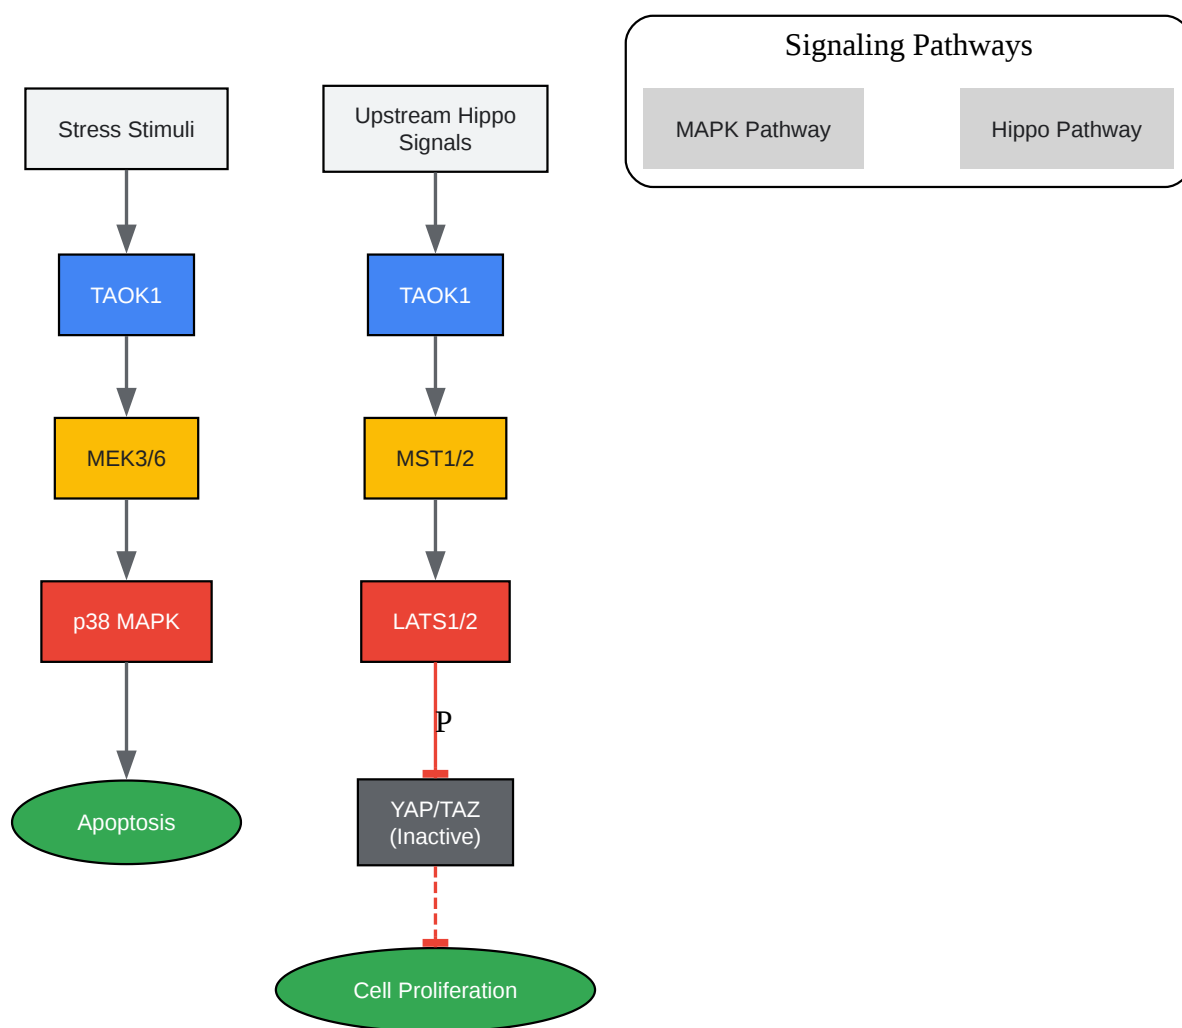 Signaling Pathways
MAPK Pathway
Hippo Pathway
Stress Stimuli
TAOK1
MEK3/6
p38 MAPK
Apoptosis
Upstream Hippo
Signals
TAOK1
MST1/2
LATS1/2
P
YAP/TAZ
(Inactive)
Cell Proliferation